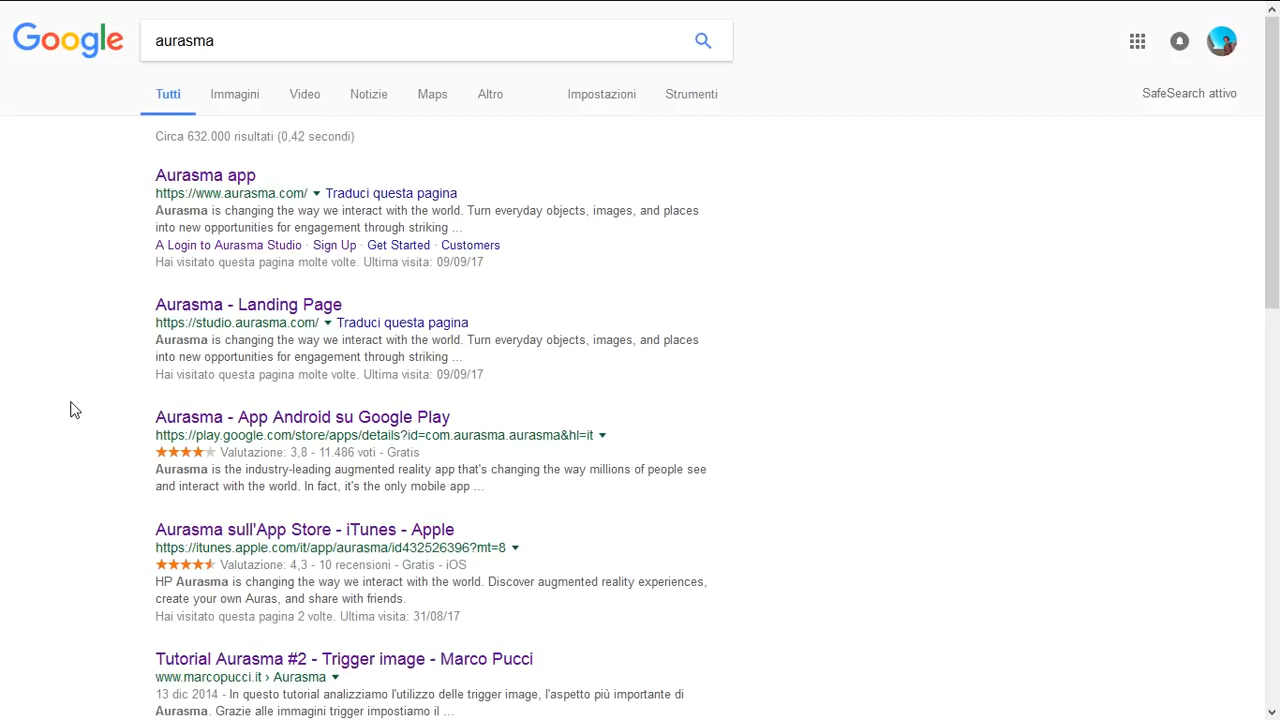 Google
aurasma
Tutti Immagini Video Notizie Maps Altro Impostazioni Strumenti SafeSearch attivo
Circa 632.000 risultati (0,42 secondi)
Aurasma app
https://www.aurasma.com/ Traduci questa pagina
Aurasma is changing the way we interact with the world. Turn everyday objects, images, and places
into new opportunities for engagement through striking ...
A Login to Aurasma Studio · Sign Up · Get Started · Customers
Hai visitato questa pagina molte volte. Ultima visita: 09/09/17
Aurasma - Landing Page
https://studio.aurasma.com/ Traduci questa pagina
Aurasma is changing the way we interact with the world. Turn everyday objects, images, and places
into new opportunities for engagement through striking ...
Hai visitato questa pagina molte volte. Ultima visita: 09/09/17
Aurasma - App Android su Google Play
https://play.google.com/store/apps/details?id=com.aurasma.aurasma&hl=it
Valutazione: 3,8 - 11.486 voti - Gratis
Aurasma is the industry-leading augmented reality app that's changing the way millions of people see
and interact with the world. In fact, it's the only mobile app ...
Aurasma sull'App Store - iTunes - Apple
https://itunes.apple.com/it/app/aurasma/id432526396?mt=8
Valutazione: 4,3 - 10 recensioni - Gratis - iOS
HP Aurasma is changing the way we interact with the world. Discover augmented reality experiences,
create your own Auras, and share with friends.
Hai visitato questa pagina 2 volte. Ultima visita: 31/08/17
Tutorial Aurasma #2 - Trigger image - Marco Pucci
www.marcopucci.it › Aurasma
13 dic 2014 - In questo tutorial analizziamo l'utilizzo delle trigger image, l'aspetto più importante di
Aurasma. Grazie alle immagini trigger impostiamo il ...